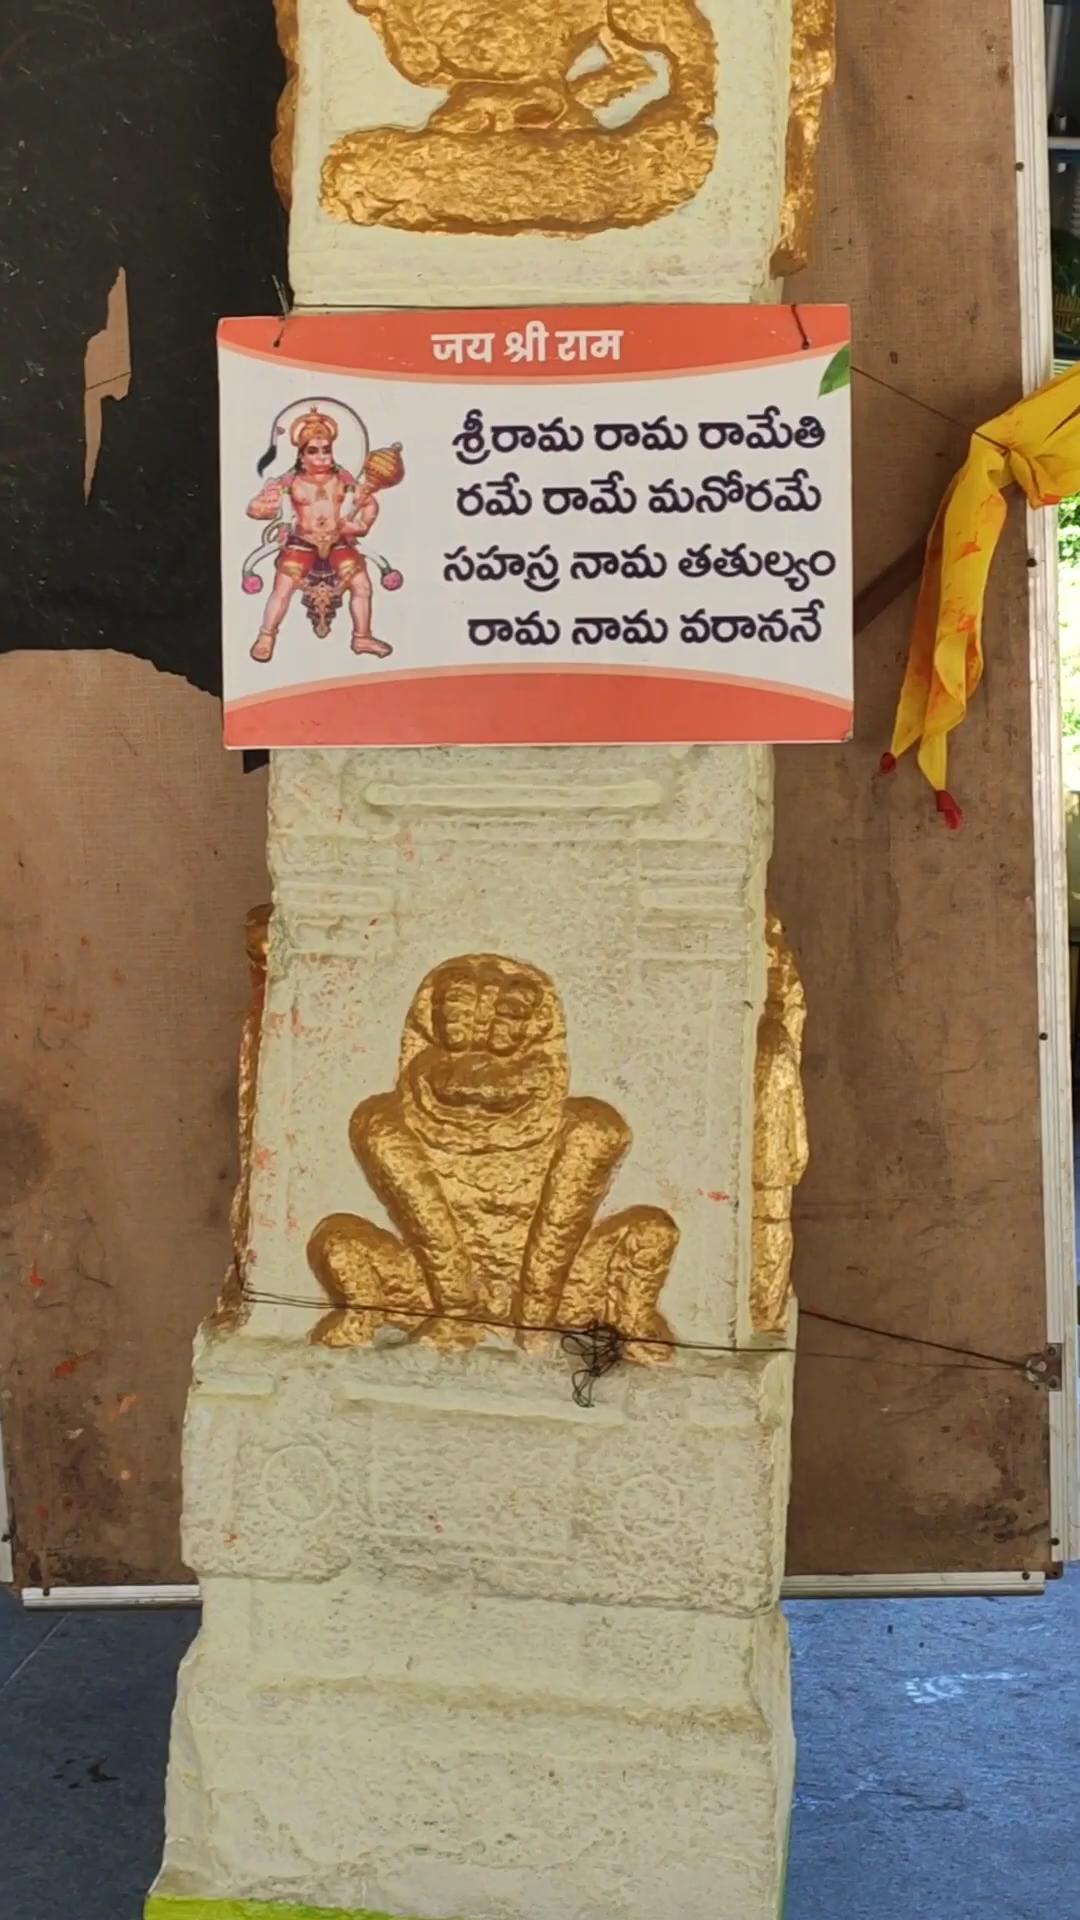 जय श्री राम
శ్రీరామ రామ రామేతి
రమే రామే మనోరమే
సహస్ర నామ తతుల్యం
రామ నామ వరాననే